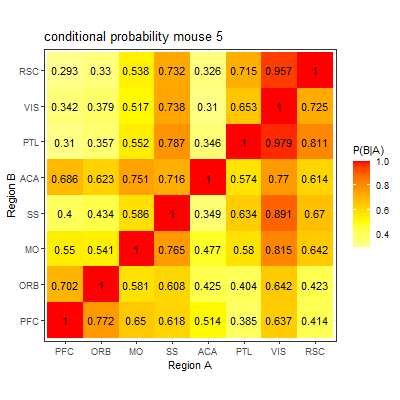 conditional probability mouse 5
RSC 0.293 0.33 0.538 0.732 0.326 0.715 0.957 1
VIS 0.342 0.379 0.517 0.738 0.31 0.653 1 0.725
PTL 0.31 0.357 0.552 0.787 0.346 1 0.979 0.811
ACA 0.686 0.623 0.751 0.716 1 0.574 0.77 0.614
SS 0.4 0.434 0.586 1 0.349 0.634 0.891 0.67
MO 0.55 0.541 1 0.765 0.477 0.58 0.815 0.642
ORB 0.702 1 0.581 0.608 0.425 0.404 0.642 0.423
PFC 1 0.772 0.65 0.618 0.514 0.385 0.637 0.414
PFC ORB MO SS ACA PTL VIS RSC
Region A
Region B
P(B|A)
1.0
0.8
0.6
0.4